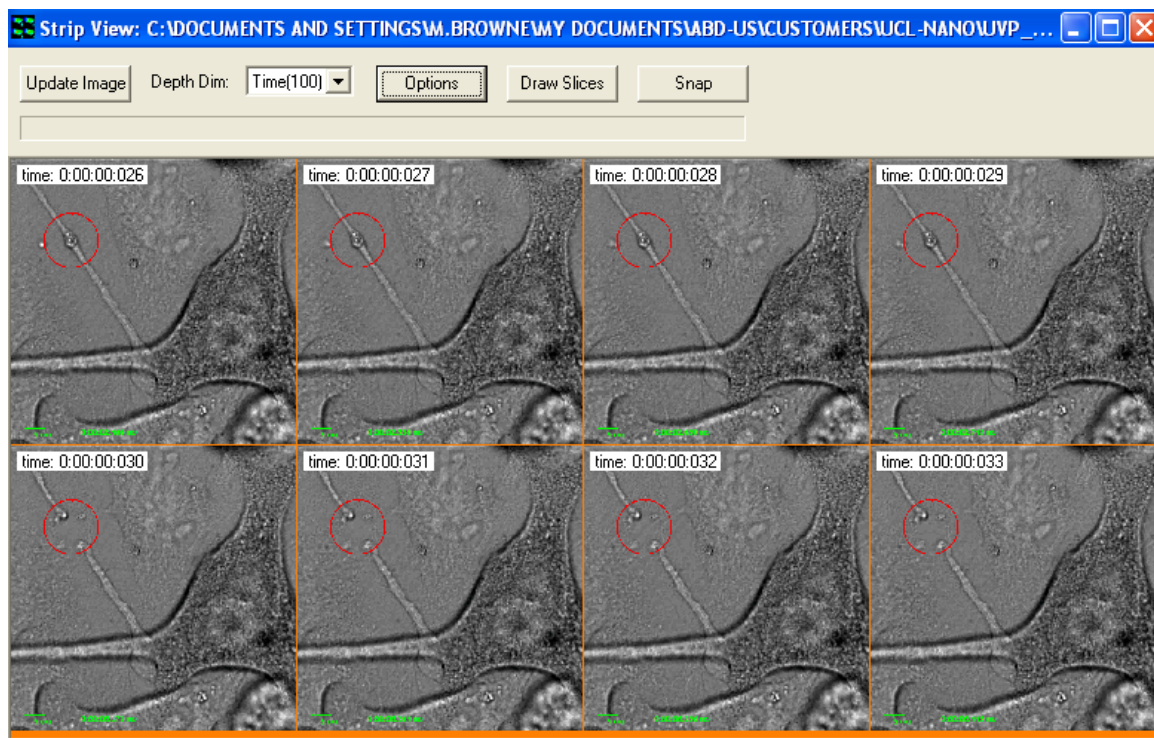 Strip View: C:\DOCUMENTS AND SETTINGS\M.BROWNE\MY DOCUMENTS\ABD-US\CUSTOMERS\UCL-NANO\UVP_...
Update Image Depth Dim: Time(100) Options Draw Slices Snap
time: 0:00:00:026 time: 0:00:00:027 time: 0:00:00:028 time: 0:00:00:029
time: 0:00:00:030 time: 0:00:00:031 time: 0:00:00:032 time: 0:00:00:033